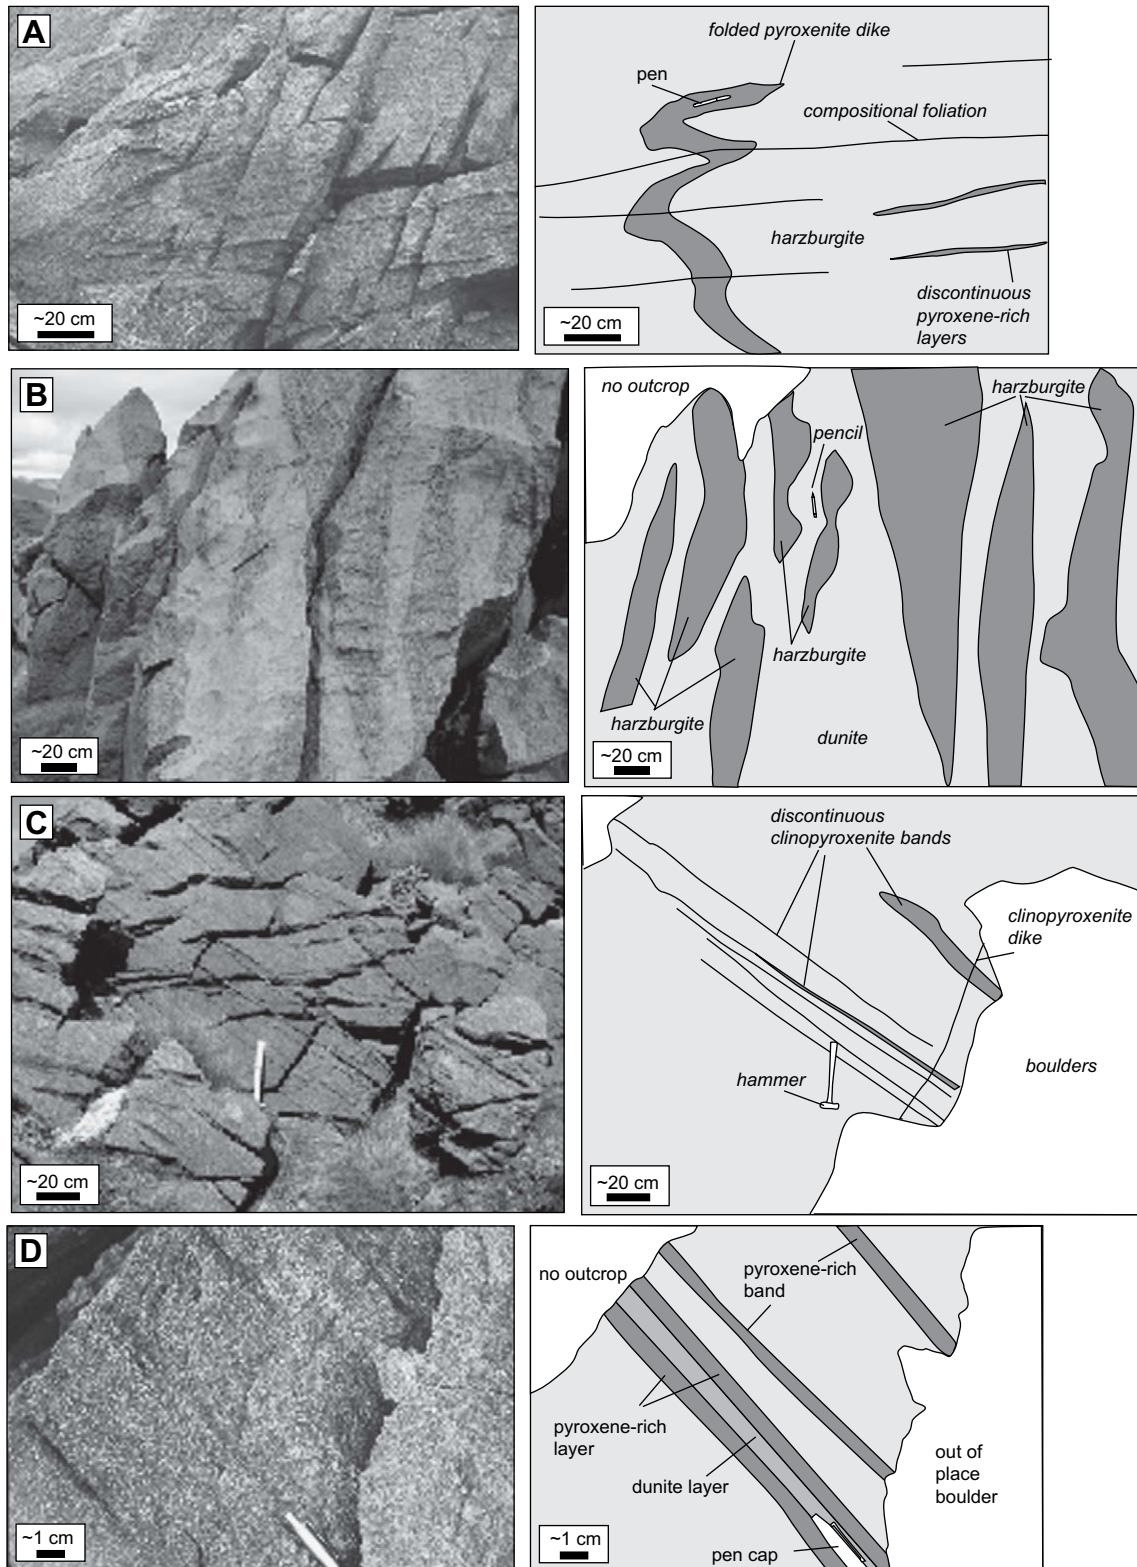 A
~20 cm
folded pyroxenite dike
pen
compositional foliation
harzburgite
discontinuous
pyroxene-rich
layers
~20 cm
B
~20 cm
no outcrop
harzburgite
pencil
harzburgite
harzburgite
dunite
~20 cm
C
~20 cm
discontinuous
clinopyroxenite bands
clinopyroxenite
dike
hammer
boulders
~20 cm
D
~1 cm
no outcrop
pyroxene-rich
band
pyroxene-rich
layer
dunite layer
out of
place
boulder
pen cap
~1 cm